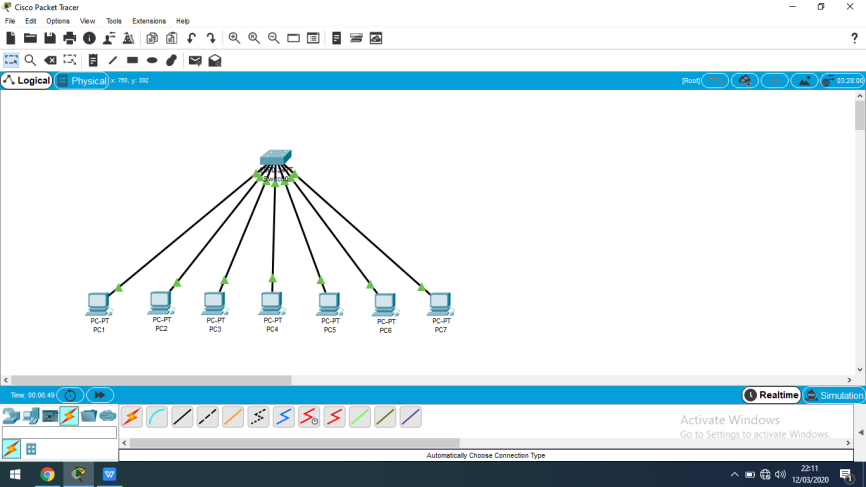 Cisco Packet Tracer
File Edit Options View Tools Extensions Help
Logical Physical x: 760, y: 392 [Root] 03:28:00
PC-PT PC-PT PC-PT PC-PT PC-PT PC-PT PC-PT
PC1 PC2 PC3 PC4 PC5 PC6 PC7
Time: 00:06:49 Realtime Simulation
Activate Windows
Go to Settings to activate Windows.
Automatically Choose Connection Type
22:11
12/03/2020